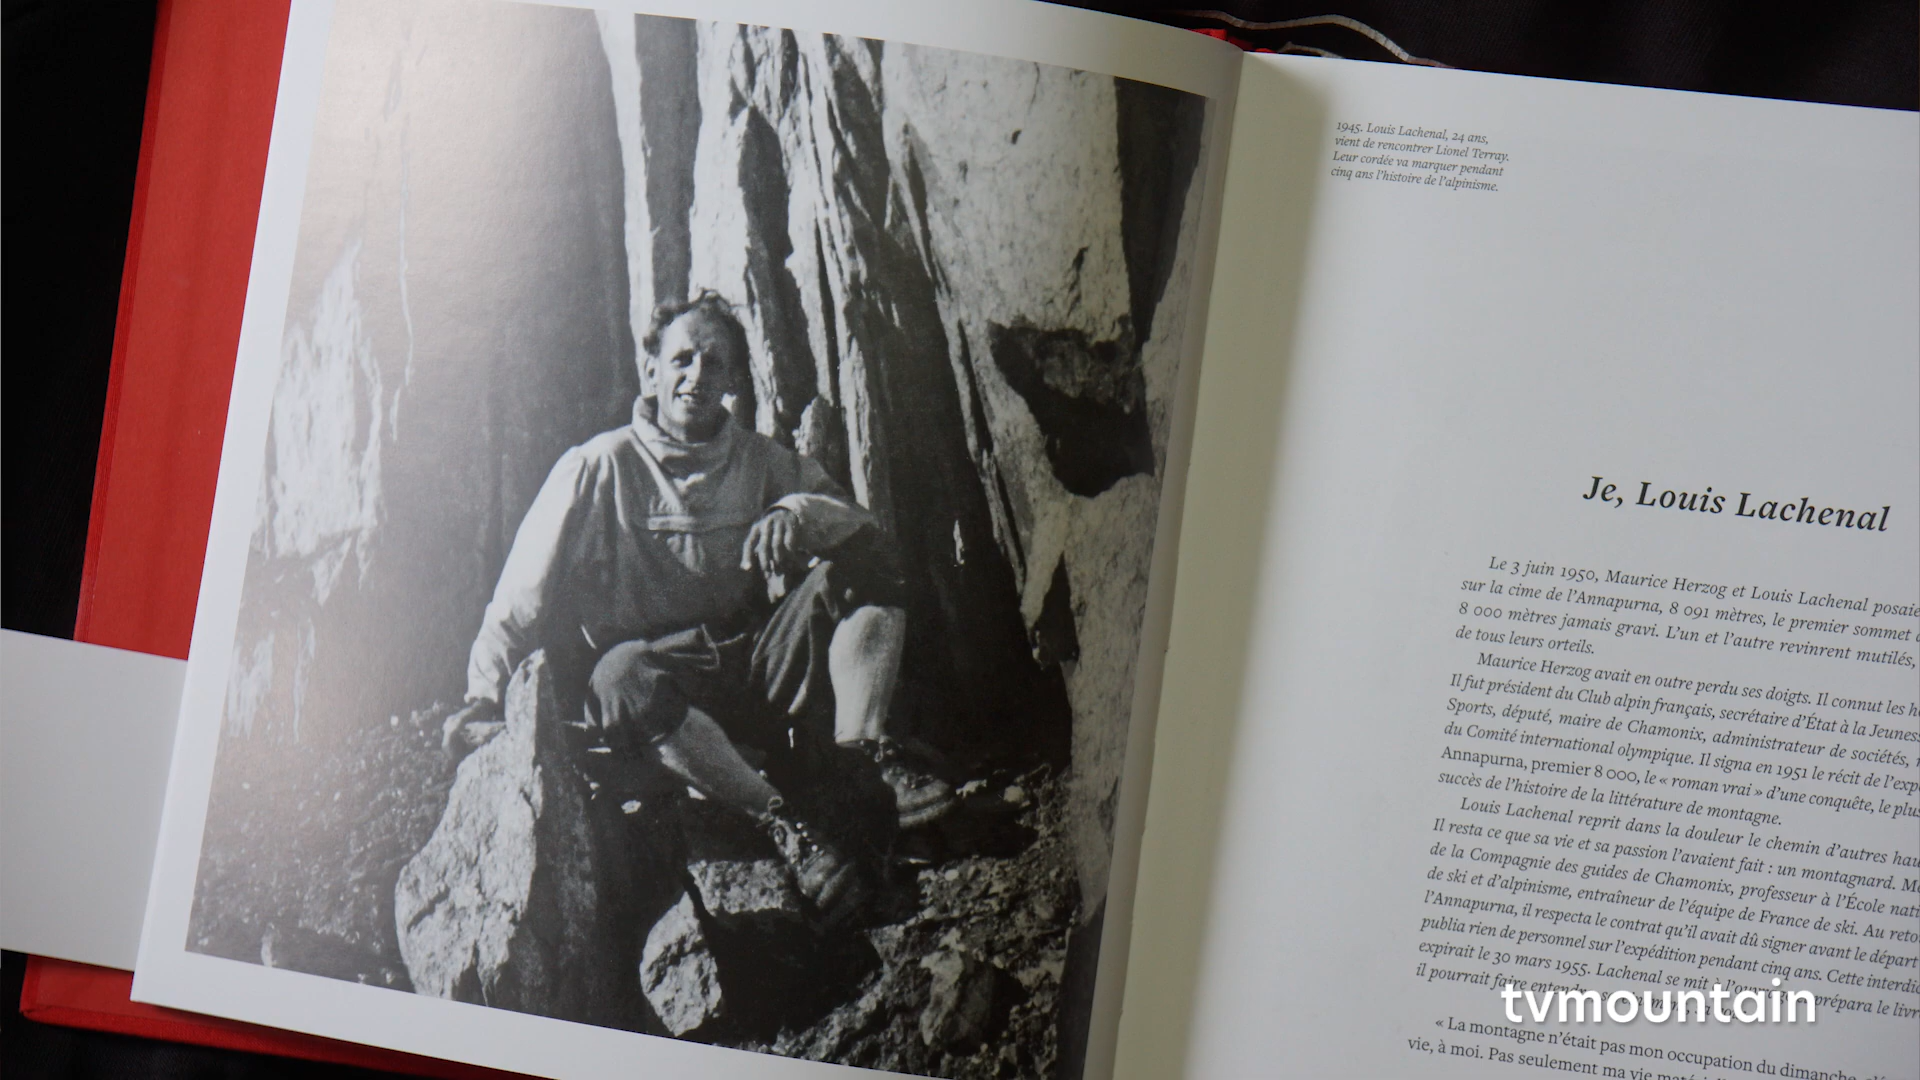 1945. Louis Lachenal, 24 ans,
vient de rencontrer Lionel Terray.
Leur cordée va marquer pendant
cinq ans l'histoire de l'alpinisme.
Je, Louis Lachenal
Le 3 juin 1950, Maurice Herzog et Louis Lachenal
sur la cime de l'Annapurna, 8 091 mètres, le premier sommet
8 000 mètres jamais gravi. L'un et l'autre revinrent mutilés,
de tous leurs orteils.
Maurice Herzog avait en outre perdu ses doigts. Il connut les
Il fut président du Club alpin français, secrétaire d'État à la
Sports, député, maire de Chamonix, administrateur de sociétés,
du Comité international olympique. Il signa en 1951 le récit de
Annapurna, premier 8 000, le « roman vrai » d'une conquête, le
succès de l'histoire de la littérature de montagne.
Louis Lachenal reprit dans la douleur le chemin d'autres
Il resta ce que sa vie et sa passion l'avaient fait : un montagnard.
de la Compagnie des guides de Chamonix, professeur à l'École
de ski et d'alpinisme, entraîneur de l'équipe de France de ski. Au
l'Annapurna, il respecta le contrat qu'il avait dû signer avant le départ
publia rien de personnel sur l'expédition pendant cinq ans. Cette
expirait le 30 mars 1955. Lachenal se mit à prépara le
il pourrait faire
tvmountain
« La montagne n'était pas mon occupation du dimanche,
vie, à moi. Pas seulement ma vie